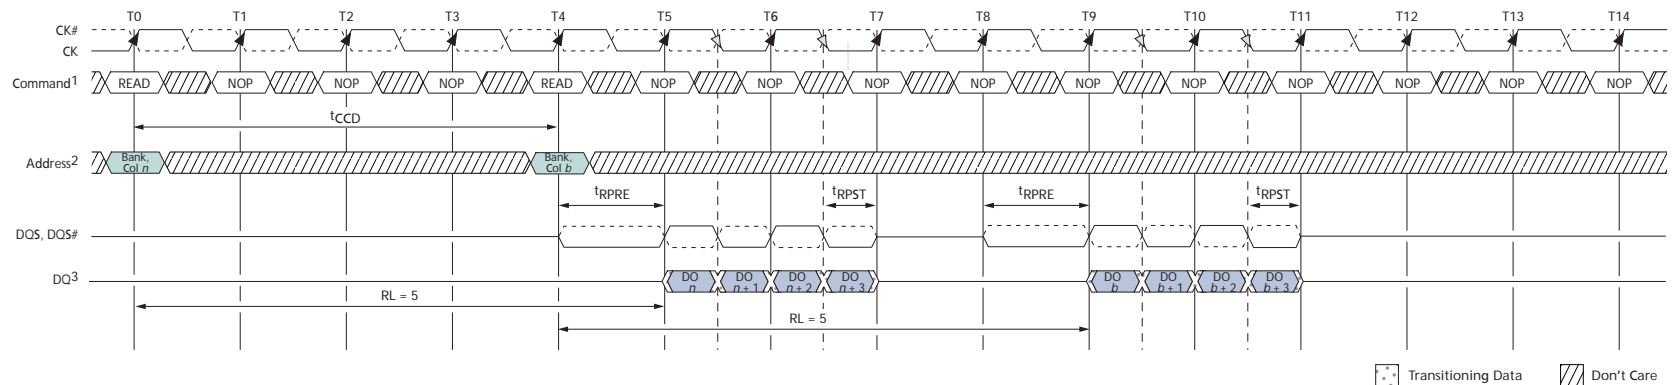 T0 T1 T2 T3 T4 T5 T6 T7 T8 T9 T10 T11 T12 T13 T14
CK#
CK
Command1 READ NOP NOP NOP READ NOP NOP NOP NOP NOP NOP NOP NOP NOP NOP
tCCD
Address2 Bank, Col n Bank, Col b
tRPRE tRPST tRPRE tRPST
DQS, DQS#
DQ3 DO n DO n + 1 DO n + 2 DO n + 3 DO b DO b + 1 DO b + 2 DO b + 3
RL = 5
RL = 5
Transitioning Data Don't Care